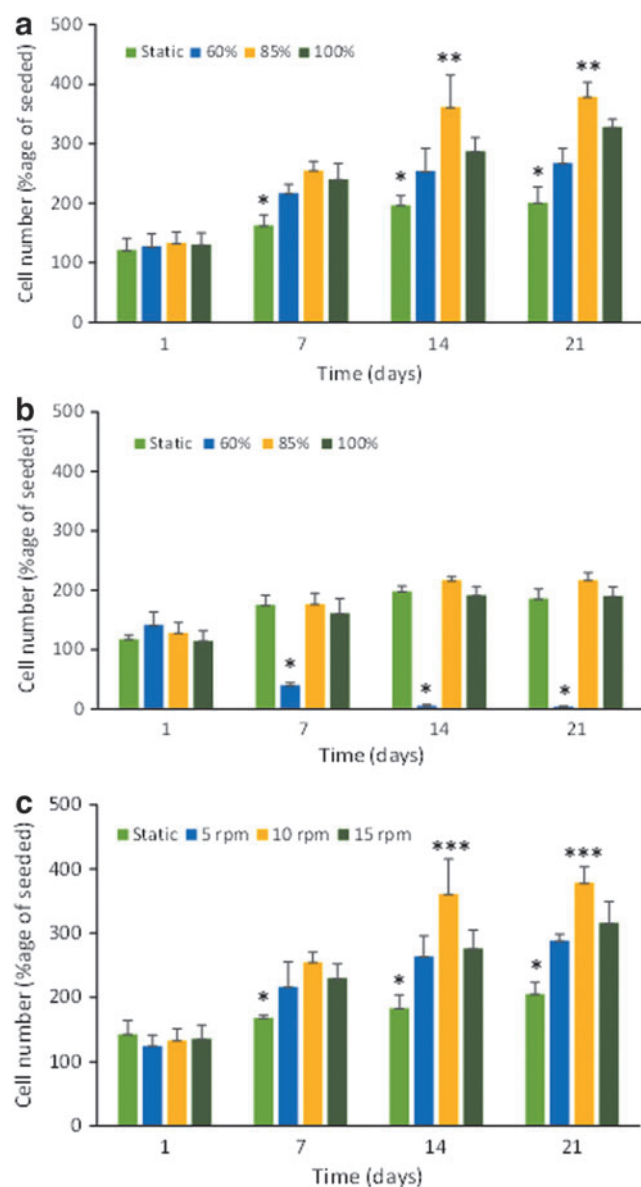 a
500
400
300
200
100
0
Cell number (%age of seeded)
Static 60% 85% 100%
** **
* * *
1 7 14 21
Time (days)
b
500
400
300
200
100
0
Cell number (%age of seeded)
Static 60% 85% 100%
* * *
1 7 14 21
Time (days)
c
500
400
300
200
100
0
Cell number (%age of seeded)
Static 5 rpm 10 rpm 15 rpm
*** ***
* * *
1 7 14 21
Time (days)